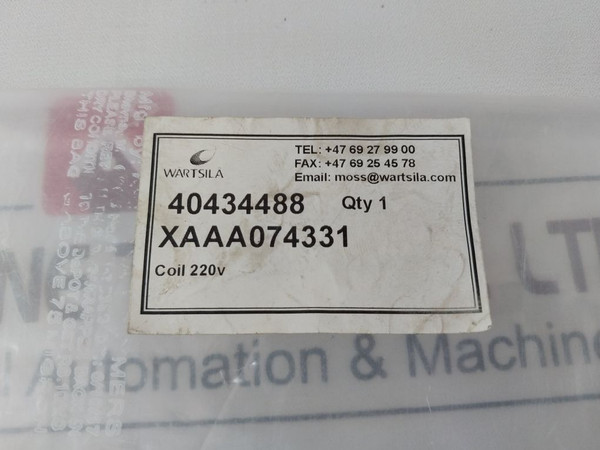 WARTSILA
TEL: +47 69 27 99 00
FAX: +47 69 25 45 78
Email: moss@wartsila.com
40434488 Qty 1
XAAA074331
Coil 220v
LT
Automation & Machine